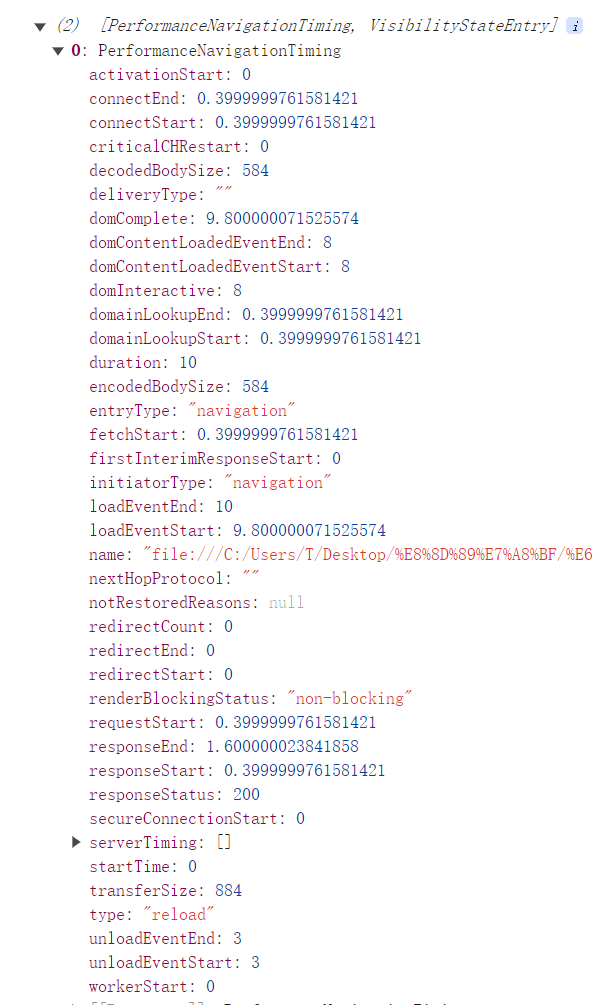 (2) [PerformanceNavigationTiming, VisibilityStateEntry] i
0: PerformanceNavigationTiming
activationStart: 0
connectEnd: 0.3999999761581421
connectStart: 0.3999999761581421
criticalCHRestart: 0
decodedBodySize: 584
deliveryType: ""
domComplete: 9.800000071525574
domContentLoadedEventEnd: 8
domContentLoadedEventStart: 8
domInteractive: 8
domainLookupEnd: 0.3999999761581421
domainLookupStart: 0.3999999761581421
duration: 10
encodedBodySize: 584
entryType: "navigation"
fetchStart: 0.3999999761581421
firstInterimResponseStart: 0
initiatorType: "navigation"
loadEventEnd: 10
loadEventStart: 9.800000071525574
name: "file:///C:/Users/T/Desktop/%E8%8D%89%E7%A8%BF/%E6
nextHopProtocol: ""
notRestoredReasons: null
redirectCount: 0
redirectEnd: 0
redirectStart: 0
renderBlockingStatus: "non-blocking"
requestStart: 0.3999999761581421
responseEnd: 1.600000023841858
responseStart: 0.3999999761581421
responseStatus: 200
secureConnectionStart: 0
serverTiming: []
startTime: 0
transferSize: 884
type: "reload"
unloadEventEnd: 3
unloadEventStart: 3
workerStart: 0